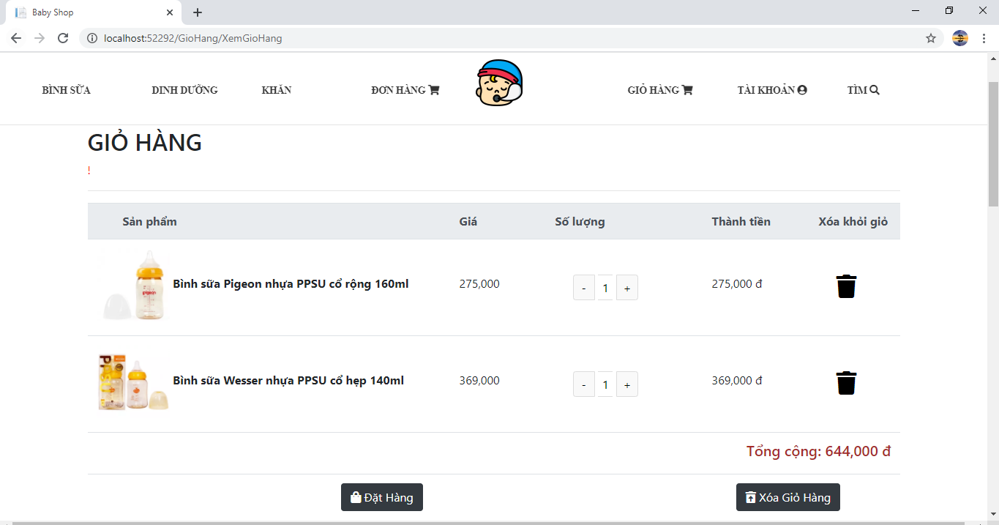 Baby Shop
localhost:52292/GioHang/XemGioHang
BÌNH SỮA DINH DƯỠNG KHĂN ĐƠN HÀNG GIỎ HÀNG TÀI KHOẢN TÌM
GIỎ HÀNG
!
Sản phẩm Giá Số lượng Thành tiền Xóa khỏi giỏ
Bình sữa Pigeon nhựa PPSU cổ rộng 160ml 275,000 - 1 + 275,000 đ
Bình sữa Wesser nhựa PPSU cổ hẹp 140ml 369,000 - 1 + 369,000 đ
Tổng cộng: 644,000 đ
Đặt Hàng Xóa Giỏ Hàng